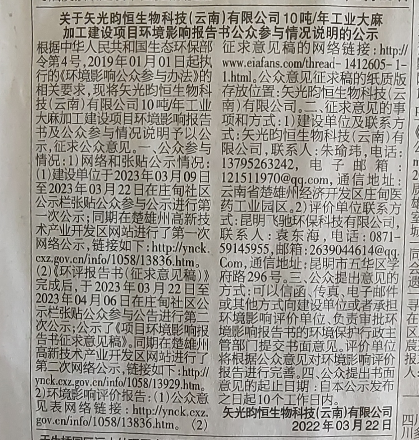 关于矢光昀恒生物科技(云南)有限公司10吨/年工业大麻
加工建设项目环境影响报告书公众参与情况说明的公示
根据中华人民共和国生态环保部
令第4号,2019年01月01日起执
行的《环境影响公众参与办法》的
相关要求,现将矢光昀恒生物科
技(云南)有限公司10吨/年工业大
麻加工建设项目环境影响报告
书及公众参与情况说明予以公
示,征求公众意见。一、公众参与
情况:1)网络和张贴公示情况:
(1)建设单位于2023年03月09日
至2023年03月22日在庄甸社区
公示栏张贴公众参与公示进行第
一次公示;同期在楚雄州高新技
术产业开发区网站进行了第一次
网络公示,链接如下:http://ynck.
cxz.gov.cn/info/1058/13836.htm。
(2)《环评报告书(征求意见稿)》
完成后,于2023年03月22日至
2023年04月06日在庄甸社区公
示栏张贴公众参与公告进行第二
次公示;公示了《项目环境影响报
告书征求意见稿》。同期在楚雄州
高新技术产业开发区网站进行了
第二次网络公示,链接如下:http://
ynck.cxz.gov.cn/info/1058/13929.htm。
2)环境影响评价报告:(1)公众意
见表网络链接:http://ynck.cxz.
gov.cn/info/1058/13836.htm。(2)
征求意见稿的网络链接:http://
www.eiafans.com/thread-1412605-1-
1.html。公众意见征求稿的纸质版
存放位置:矢光昀恒生物科技(云
南)有限公司。二、征求意见的事
项和方式:1)建设单位及联系方
式:矢光昀恒生物科技(云南)有
限公司,联系人:朱瑜玮,电话:
13795263242,电子邮箱:
121511970@qq.com,通信地址:
云南省楚雄州经济开发区庄甸医
药工业园区。2)评价单位联系方
式:昆明飞驰环保科技有限公司,
联系人:袁东海,电话:0871-
59145955,邮箱:2639044614@qq.
Com,通信地址:昆明市五华区学
府路296号。三、公众提出意见的
方式:可以信函、传真、电子邮件
或其他方式向建设单位或者承担
环境影响评价单位、负责审批环
境影响报告书的环境保护行政主
管部门提交书面意见。评价单位
将根据公众意见对环境影响评价
报告进行完善。四、公众提出书面
意见的起止日期:自本公示发布
之日起10个工作日内。
矢光昀恒生物科技(云南)有限公司
2022年03月22日